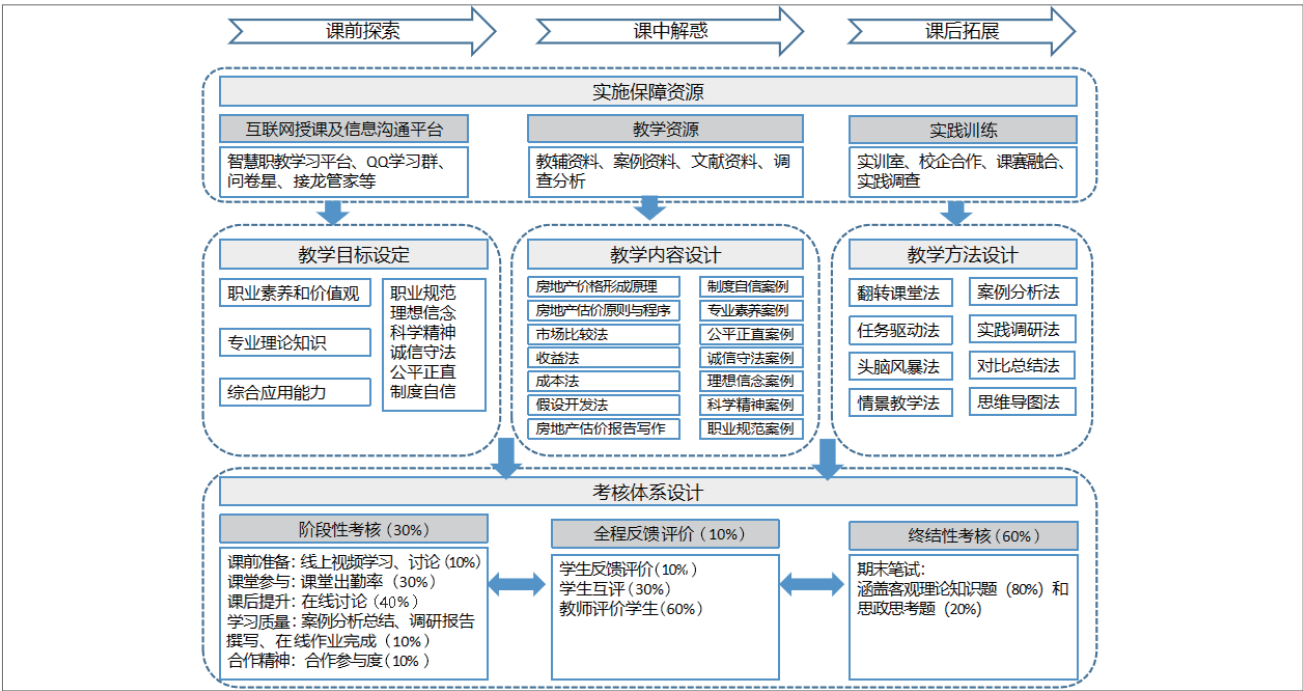 课前探索
课中解惑
课后拓展
实施保障资源
互联网授课及信息沟通平台
智慧职教学习平台、QQ学习群、
问卷星、接龙管家等
教学资源
教辅资料、案例资料、文献资料、调
查分析
实践训练
实训室、校企合作、课赛融合、
实践调查
教学目标设定
职业素养和价值观
专业理论知识
综合应用能力
职业规范
理想信念
科学精神
诚信守法
公平正直
制度自信
教学内容设计
房地产价格形成原理
房地产估价原则与程序
市场比较法
收益法
成本法
假设开发法
房地产估价报告写作
制度自信案例
专业素养案例
公平正直案例
诚信守法案例
理想信念案例
科学精神案例
职业规范案例
教学方法设计
翻转课堂法
案例分析法
任务驱动法
实践调研法
头脑风暴法
对比总结法
情景教学法
思维导图法
考核体系设计
阶段性考核(30%)
课前准备:线上视频学习、讨论(10%)
课堂参与:课堂出勤率(30%)
课后提升:在线讨论(40%)
学习质量:案例分析总结、调研报告
撰写、在线作业完成(10%)
合作精神:合作参与度(10%)
全程反馈评价(10%)
学生反馈评价(10%)
学生互评(30%)
教师评价学生(60%)
终结性考核(60%)
期末笔试:
涵盖客观理论知识题(80%)和
思政思考题(20%)